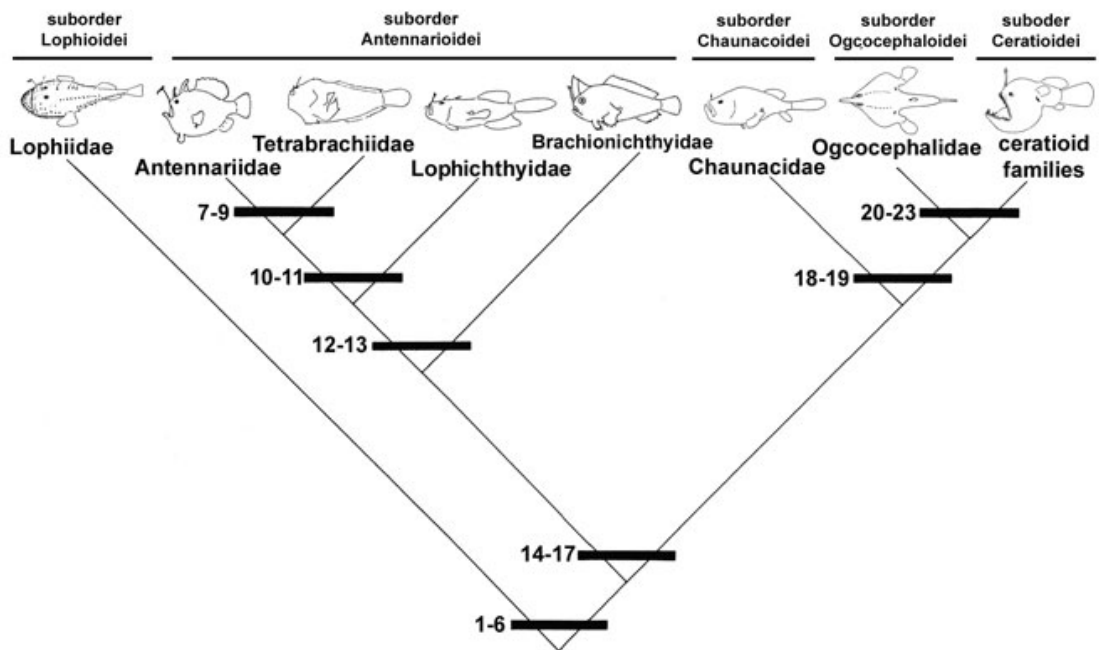 suborder
Lophioidei
suborder
Antennarioidei
suborder
Chaunacoidei
suborder
Ogcocephaloidei
suboder
Ceratioidei
Lophiidae
Antennariidae
Tetrabrachiidae
Lophichthyidae
Brachionichthyidae
Chaunacidae
Ogcocephalidae
ceratioid
families
7-9
20-23
10-11
18-19
12-13
14-17
1-6